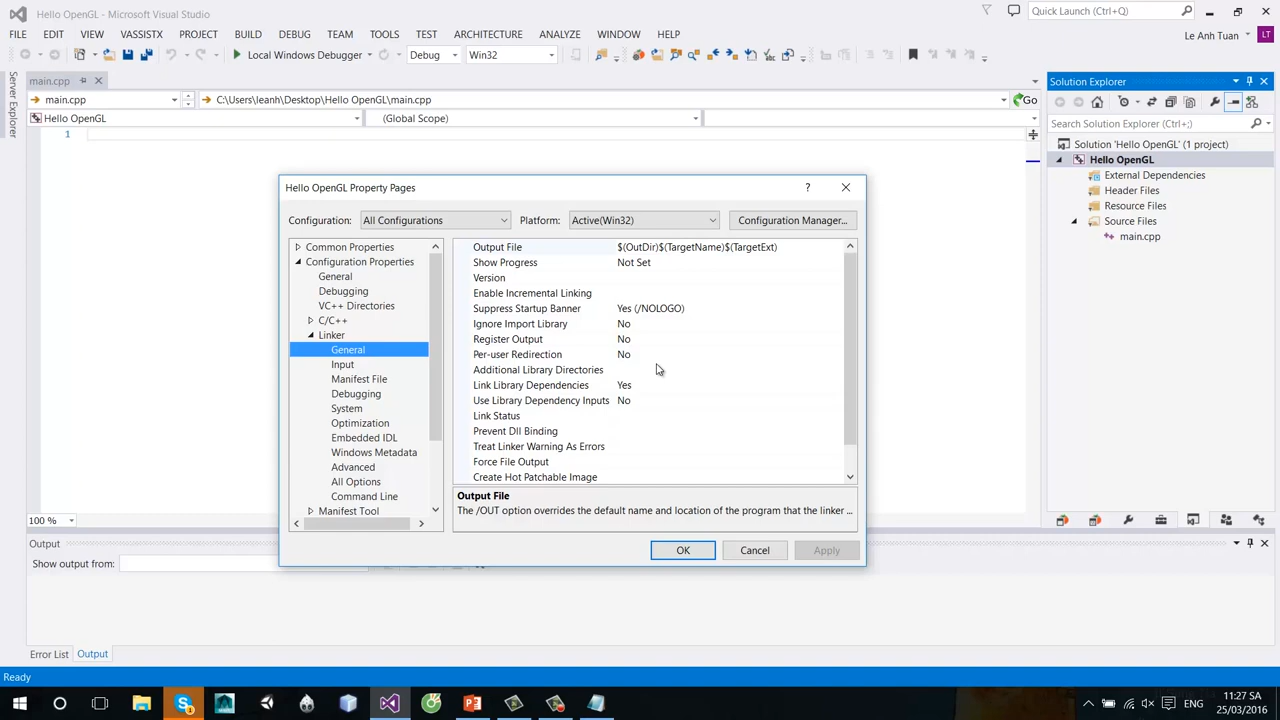 Hello OpenGL - Microsoft Visual Studio
Quick Launch (Ctrl+Q)
FILE EDIT VIEW VASSISTX PROJECT BUILD DEBUG TEAM TOOLS TEST ARCHITECTURE ANALYZE WINDOW HELP
Le Anh Tuan LT
Local Windows Debugger Debug Win32
Server Explorer
main.cpp
main.cpp C:\Users\leanh\Desktop\Hello OpenGL\main.cpp Go
Hello OpenGL (Global Scope)
1
Solution Explorer
Search Solution Explorer (Ctrl+;)
Solution 'Hello OpenGL' (1 project)
Hello OpenGL
External Dependencies
Header Files
Resource Files
Source Files
main.cpp
Hello OpenGL Property Pages
?
Configuration: All Configurations Platform: Active(Win32) Configuration Manager...
Common Properties
Configuration Properties
General
Debugging
VC++ Directories
C/C++
Linker
General
Input
Manifest File
Debugging
System
Optimization
Embedded IDL
Windows Metadata
Advanced
All Options
Command Line
Manifest Tool
Output File $(OutDir)$(TargetName)$(TargetExt)
Show Progress Not Set
Version
Enable Incremental Linking
Suppress Startup Banner Yes (/NOLOGO)
Ignore Import Library No
Register Output No
Per-user Redirection No
Additional Library Directories
Link Library Dependencies Yes
Use Library Dependency Inputs No
Link Status
Prevent Dll Binding
Treat Linker Warning As Errors
Force File Output
Create Hot Patchable Image
Output File
The /OUT option overrides the default name and location of the program that the linker ...
OK Cancel Apply
100 %
Output
Show output from:
Error List Output
Ready
ENG
11:27 SA
25/03/2016